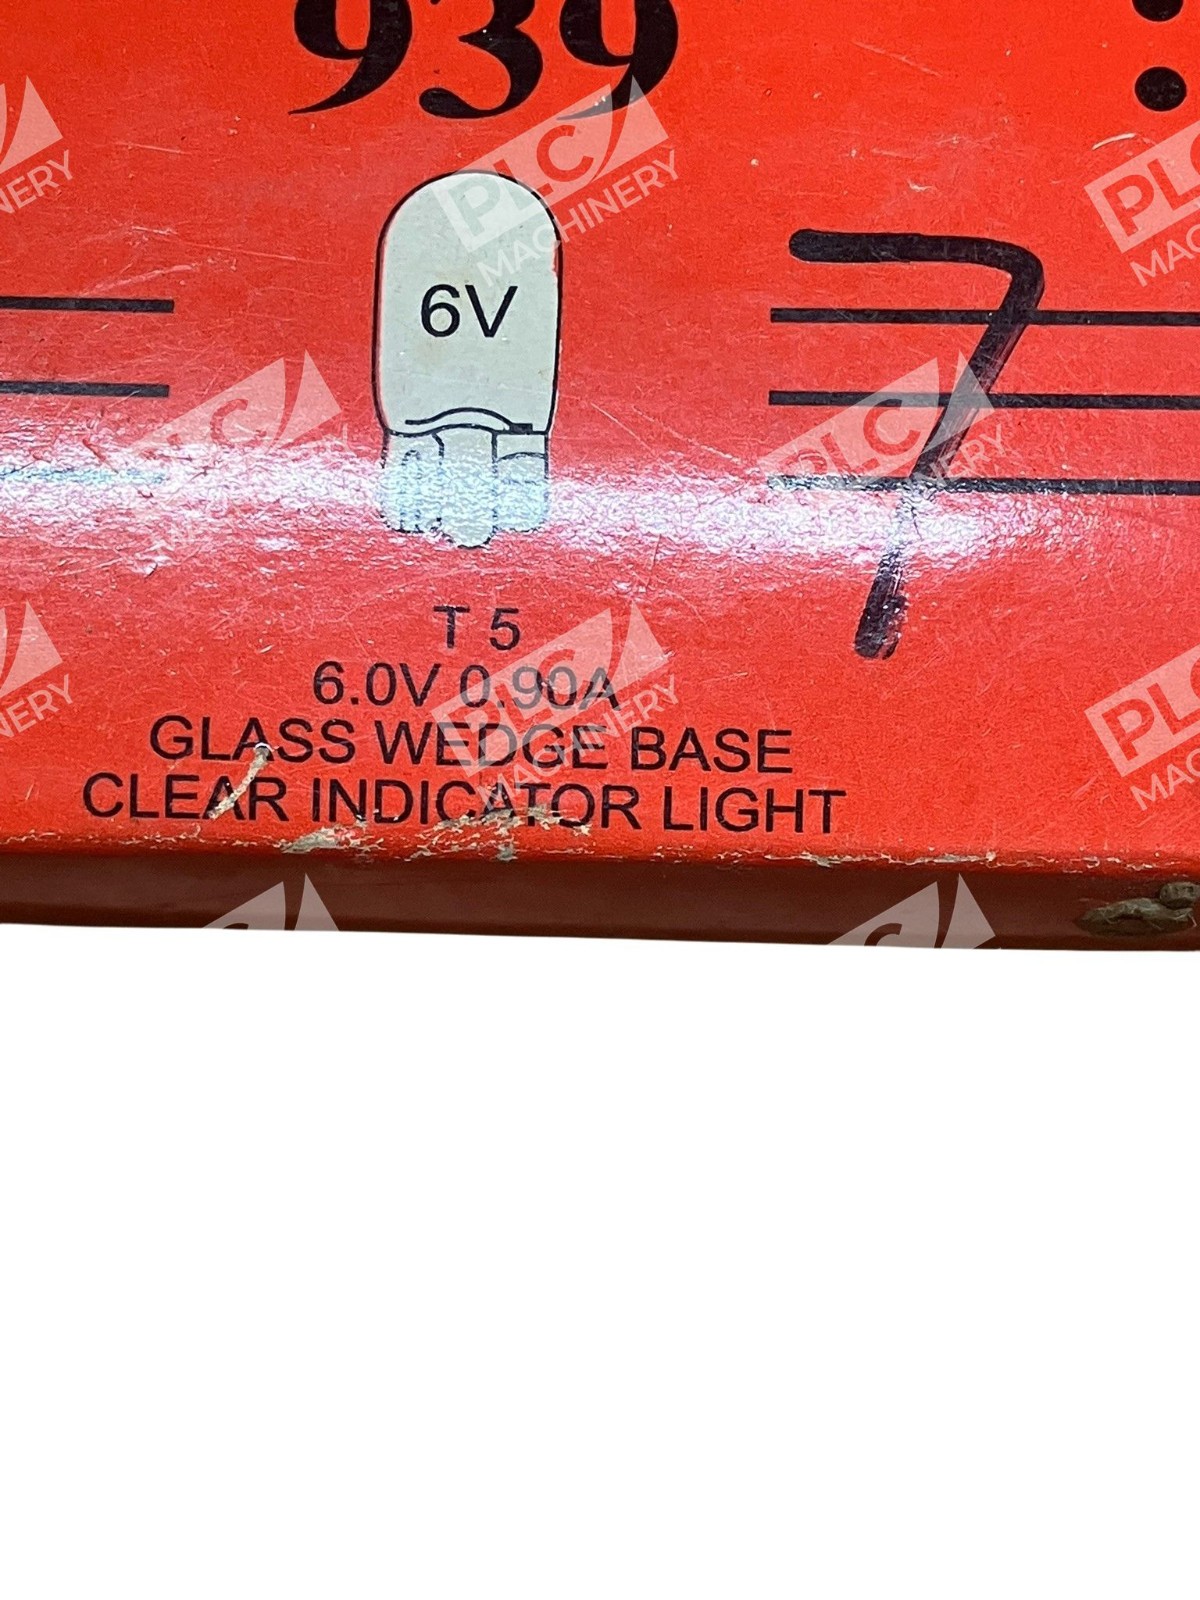 939
6V
7
T 5
6.0V 0.90A
GLASS WEDGE BASE
CLEAR INDICATOR LIGHT
PLC MACHINERY